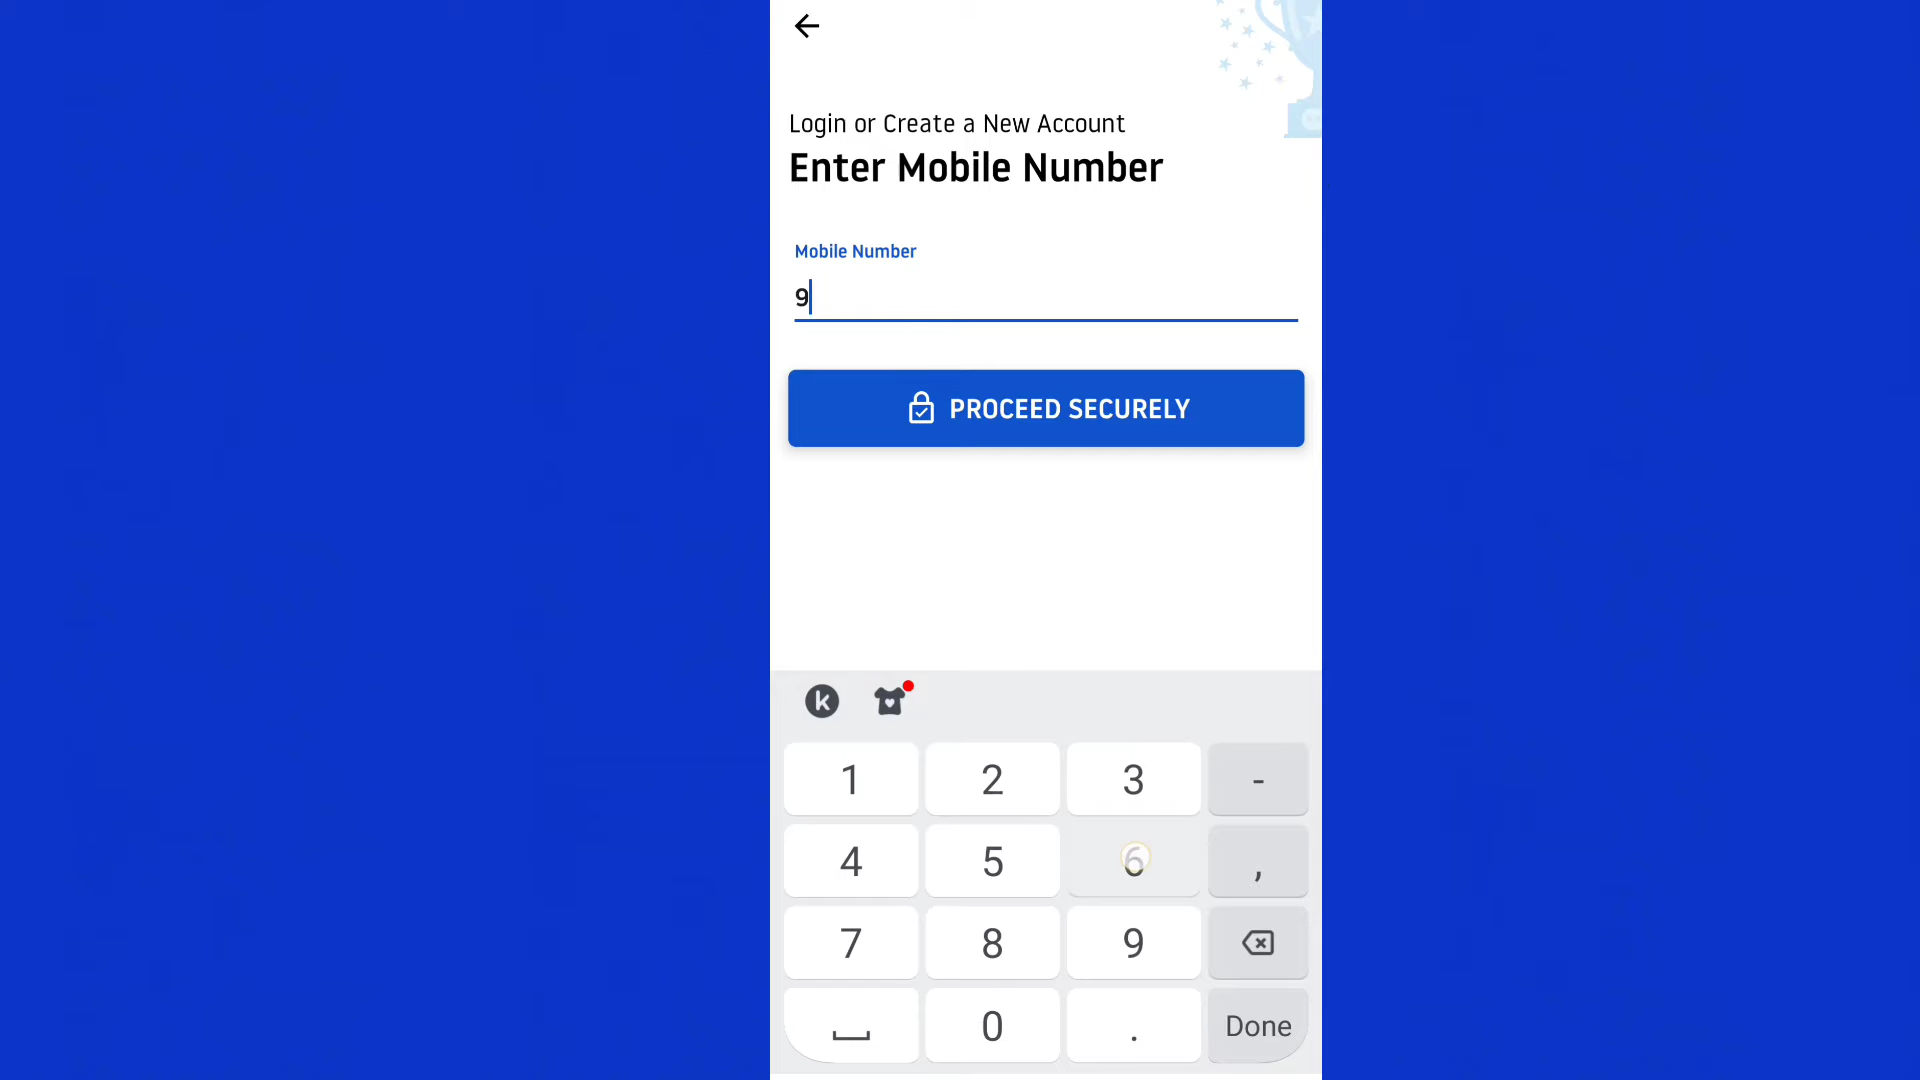 Login or Create a New Account
Enter Mobile Number
Mobile Number
9
PROCEED SECURELY
k
1 2 3 -
4 5 6 ,
7 8 9
0 . Done